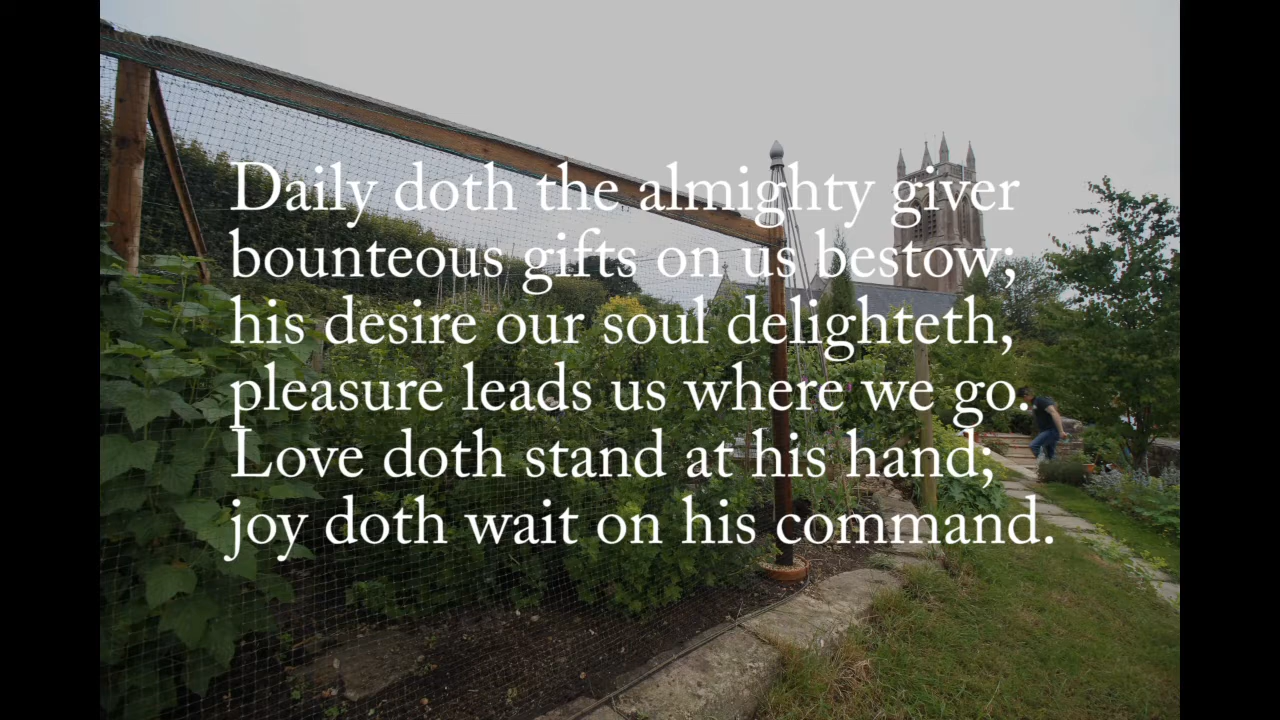 Daily doth the almighty giver
bounteous gifts on us bestow;
his desire our soul delighteth,
pleasure leads us where we go.
Love doth stand at his hand;
joy doth wait on his command.